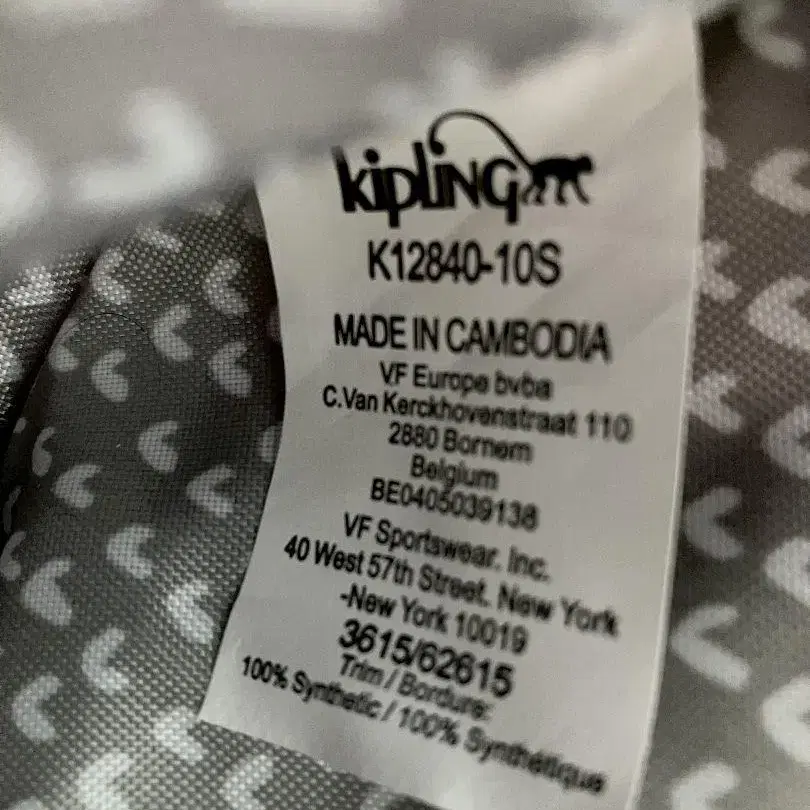 kipling
K12840-10S
MADE IN CAMBODIA
VF Europe bvba
C.Van Kerckhovenstraat 110
2880 Bornem
Belgium
BE0405039138
VF Sportswear. Inc.
40 West 57th Street. New York
-New York 10019
3615/62615
Trim / Bordure:
100% Synthetic / 100% Synthétique